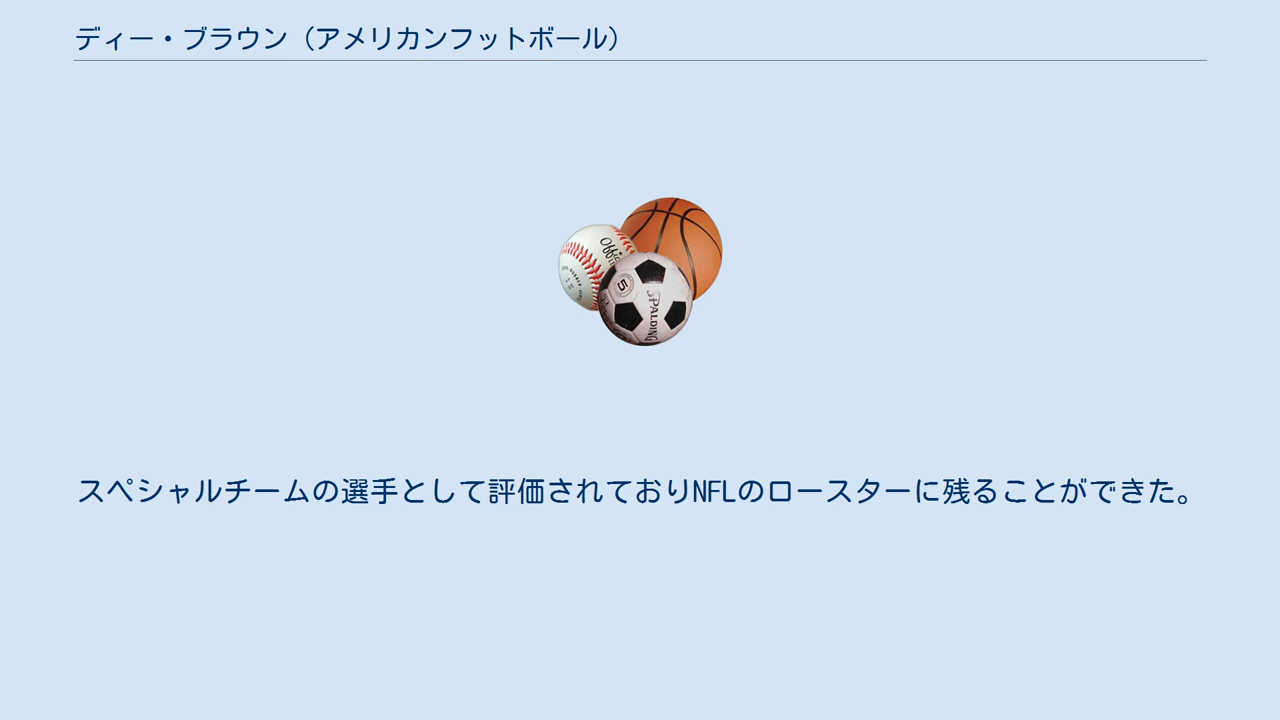 ディー・ブラウン（アメリカンフットボール）
Offic
5
SPALDING
スペシャルチームの選手として評価されておりNFLのロースターに残ることができた。